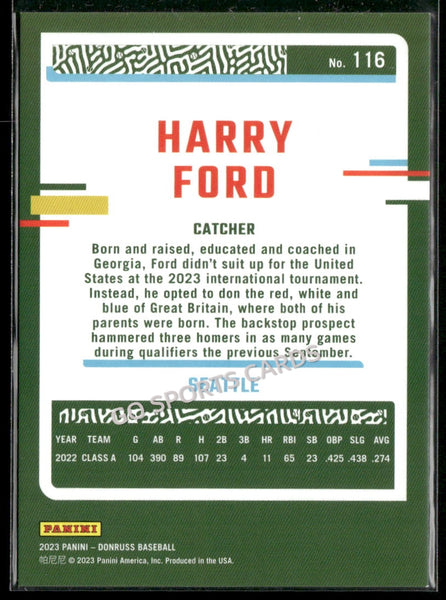 No. 116
HARRY
FORD
CATCHER
Born and raised, educated and coached in
Georgia, Ford didn't suit up for the United
States at the 2023 international tournament.
Instead, he opted to don the red, white and
blue of Great Britain, where both of his
parents were born. The backstop prospect
hammered three homers in as many games
during qualifiers the previous September.
GQ SPORTS CARDS
SEATTLE
YEAR TEAM G AB R H 2B 3B HR RBI SB OBP SLG AVG
2022 CLASS A 104 390 89 107 23 4 11 65 23 .425 .438 .274
PANINI
2023 PANINI – DONRUSS BASEBALL
帕尼尼 © 2023 Panini America, Inc. Produced in the USA.